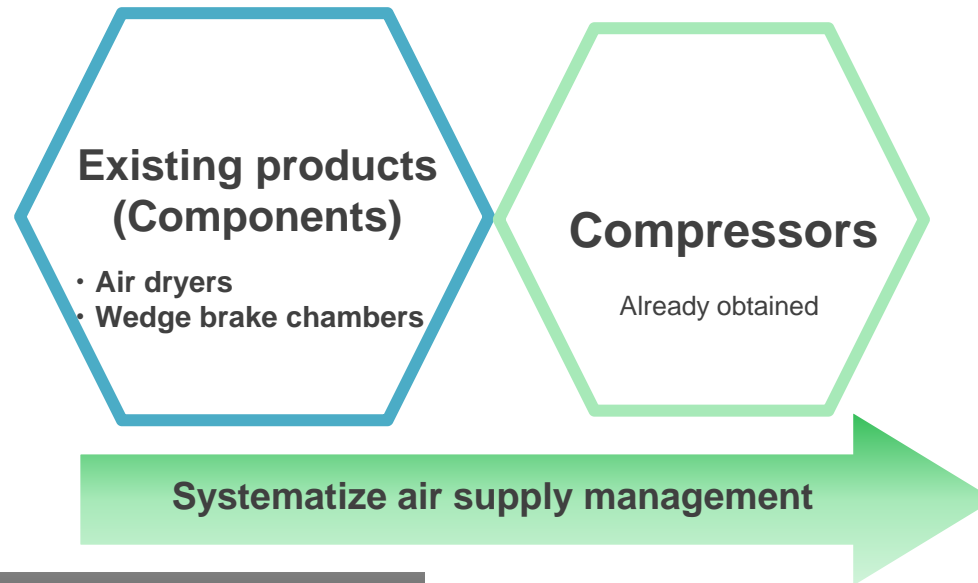 Existing products
(Components)
・Air dryers
・Wedge brake chambers
Compressors
Already obtained
Systematize air supply management